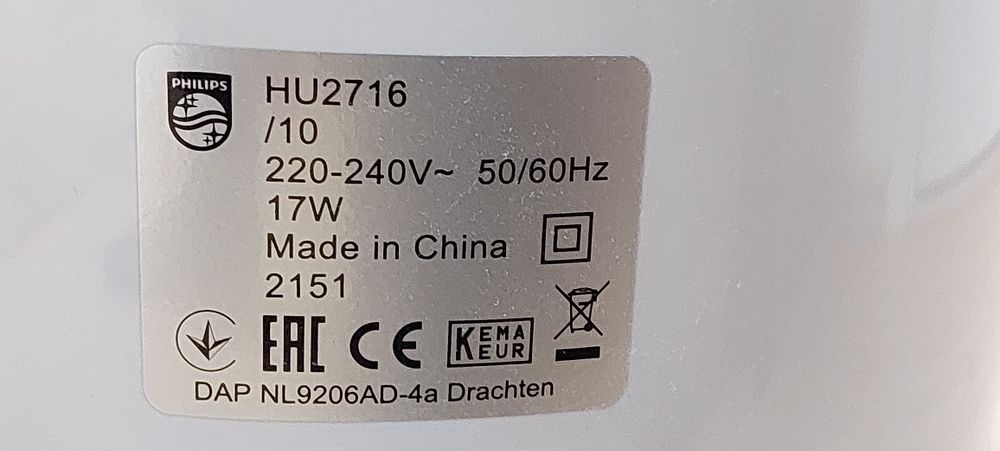 PHILIPS
HU2716
/10
220-240V~ 50/60Hz
17W
Made in China
2151
EAC CE KEMA EUR
DAP NL9206AD-4a Drachten